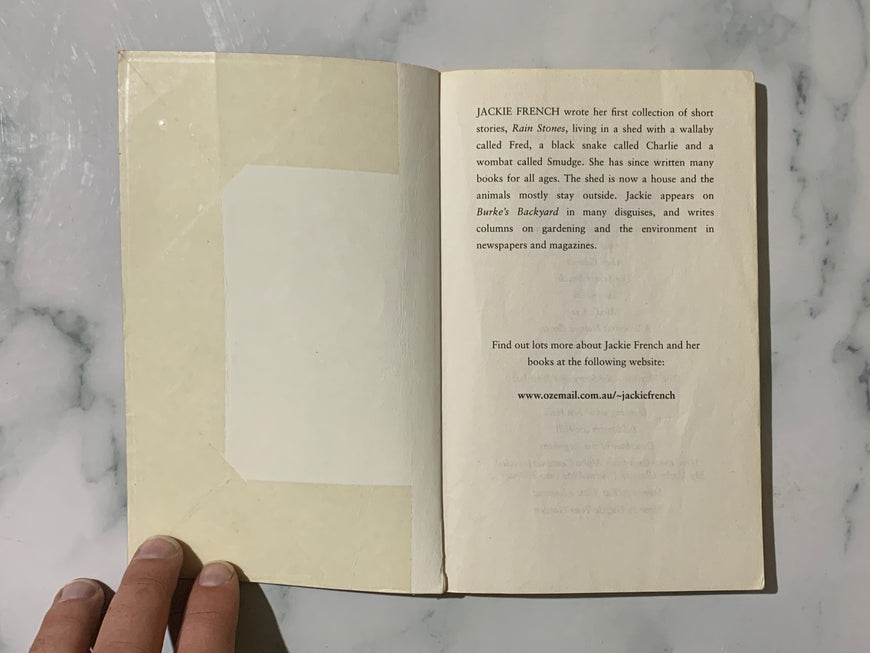 JACKIE FRENCH wrote her first collection of short
stories, Rain Stones, living in a shed with a wallaby
called Fred, a black snake called Charlie and a
wombat called Smudge. She has since written many
books for all ages. The shed is now a house and the
animals mostly stay outside. Jackie appears on
Burke's Backyard in many disguises, and writes
columns on gardening and the environment in
newspapers and magazines.
Find out lots more about Jackie French and her
books at the following website:
www.ozemail.com.au/~jackiefrench